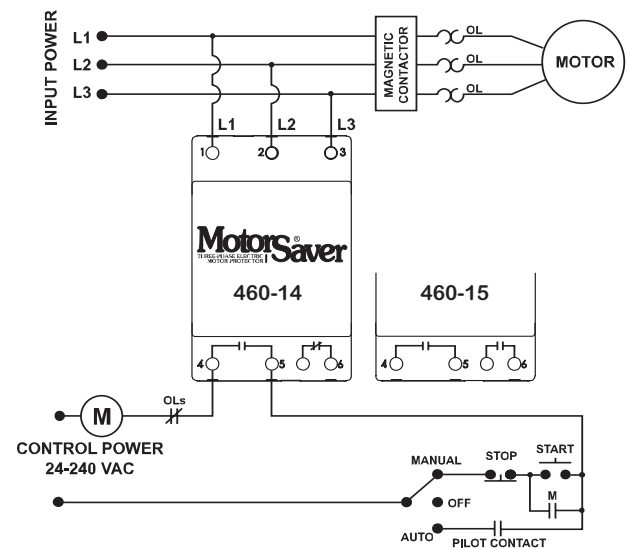 INPUT POWER
L1
L2
L3
MAGNETIC
CONTACTOR
OL
OL
OL
MOTOR
L1
L2
L3
1
2
3
MotorSaver®
THREE-PHASE ELECTRIC
MOTOR PROTECTOR
460-14
460-15
4
5
6
4
5
6
OLs
M
CONTROL POWER
24-240 VAC
MANUAL
STOP
START
M
OFF
AUTO
PILOT CONTACT